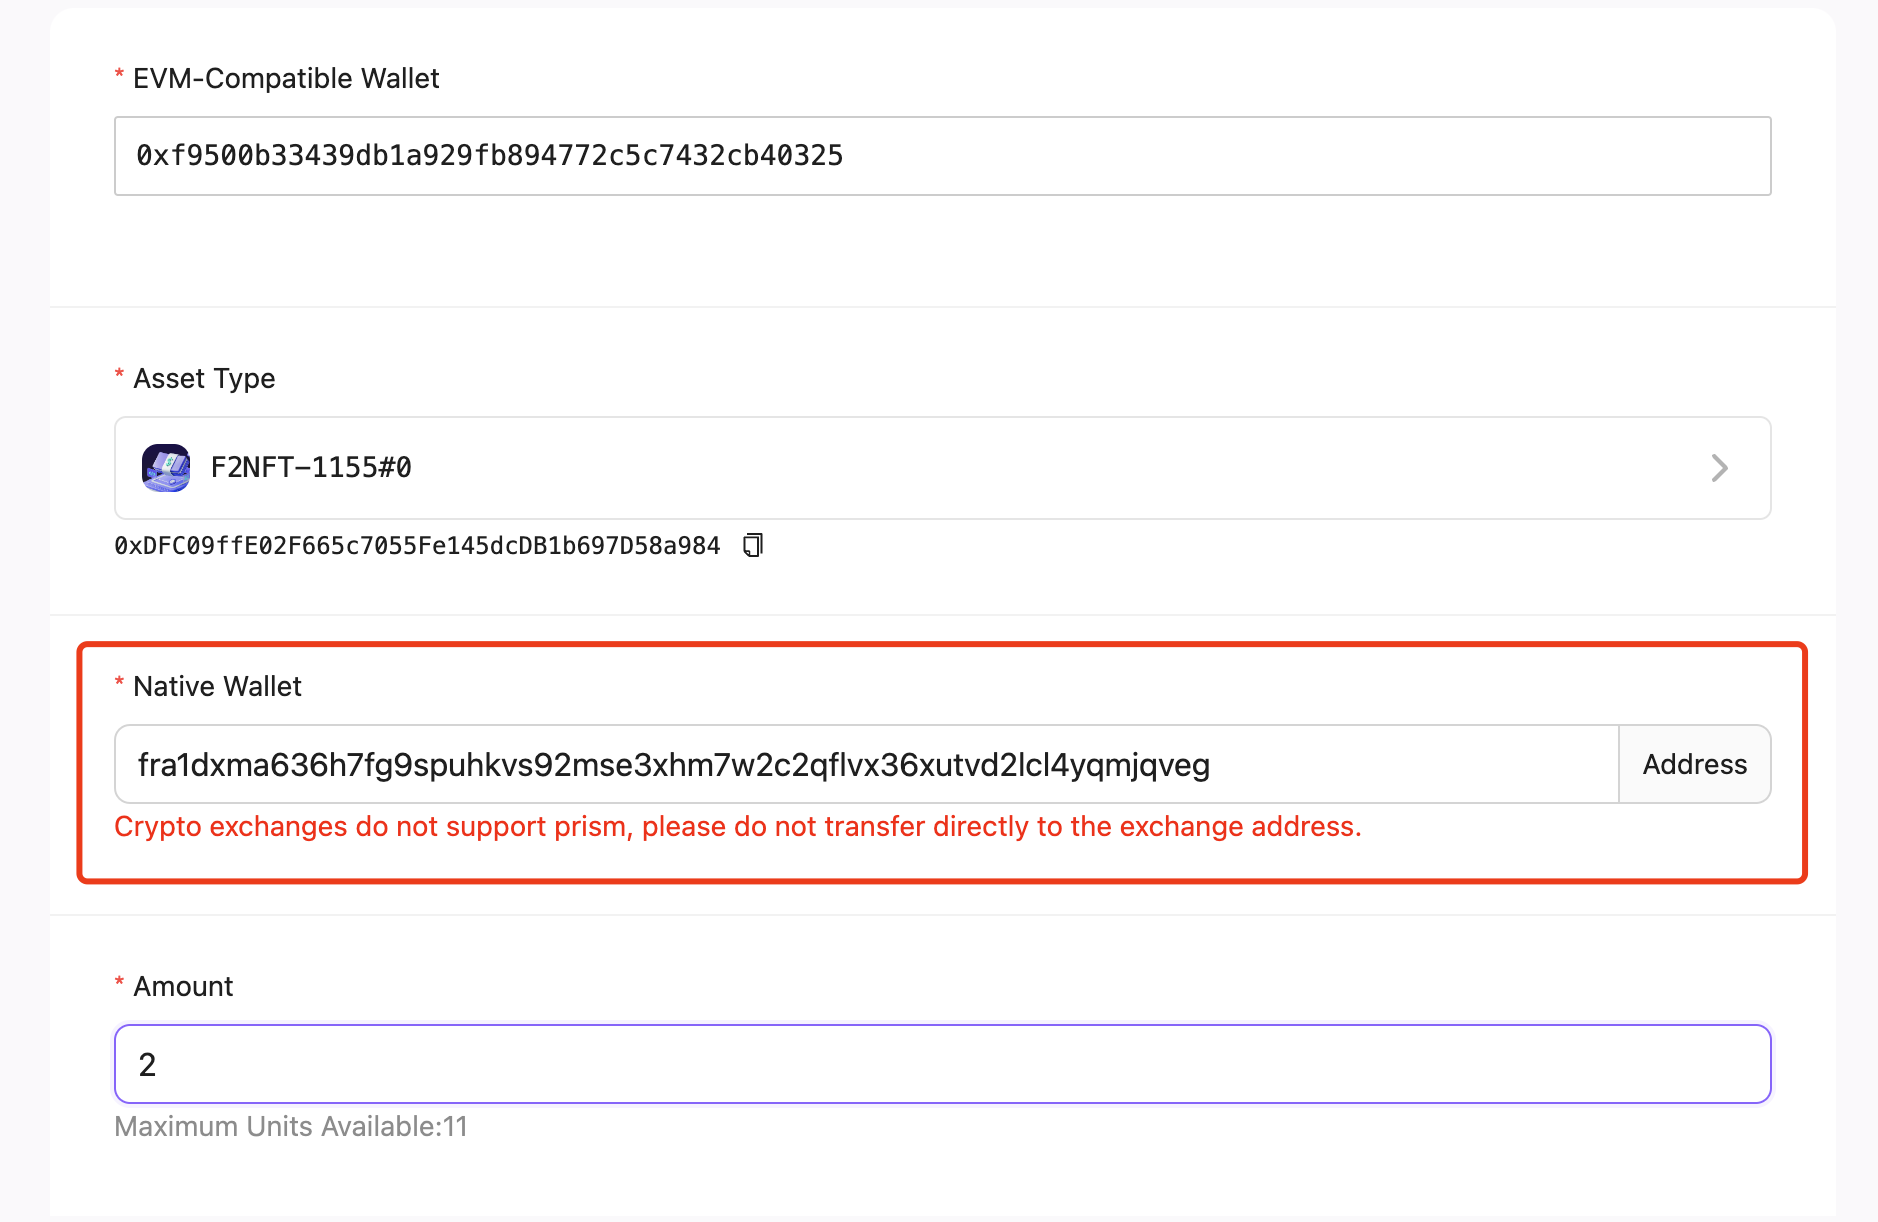 * EVM-Compatible Wallet
0xf9500b33439db1a929fb894772c5c7432cb40325
* Asset Type
F2NFT-1155#0
0xDFC09ffE02F665c7055Fe145dcDB1b697D58a984
* Native Wallet
fra1dxma636h7fg9spuhkvs92mse3xhm7w2c2qflvx36xutvd2lcl4yqmjqveg Address
Crypto exchanges do not support prism, please do not transfer directly to the exchange address.
* Amount
2
Maximum Units Available:11